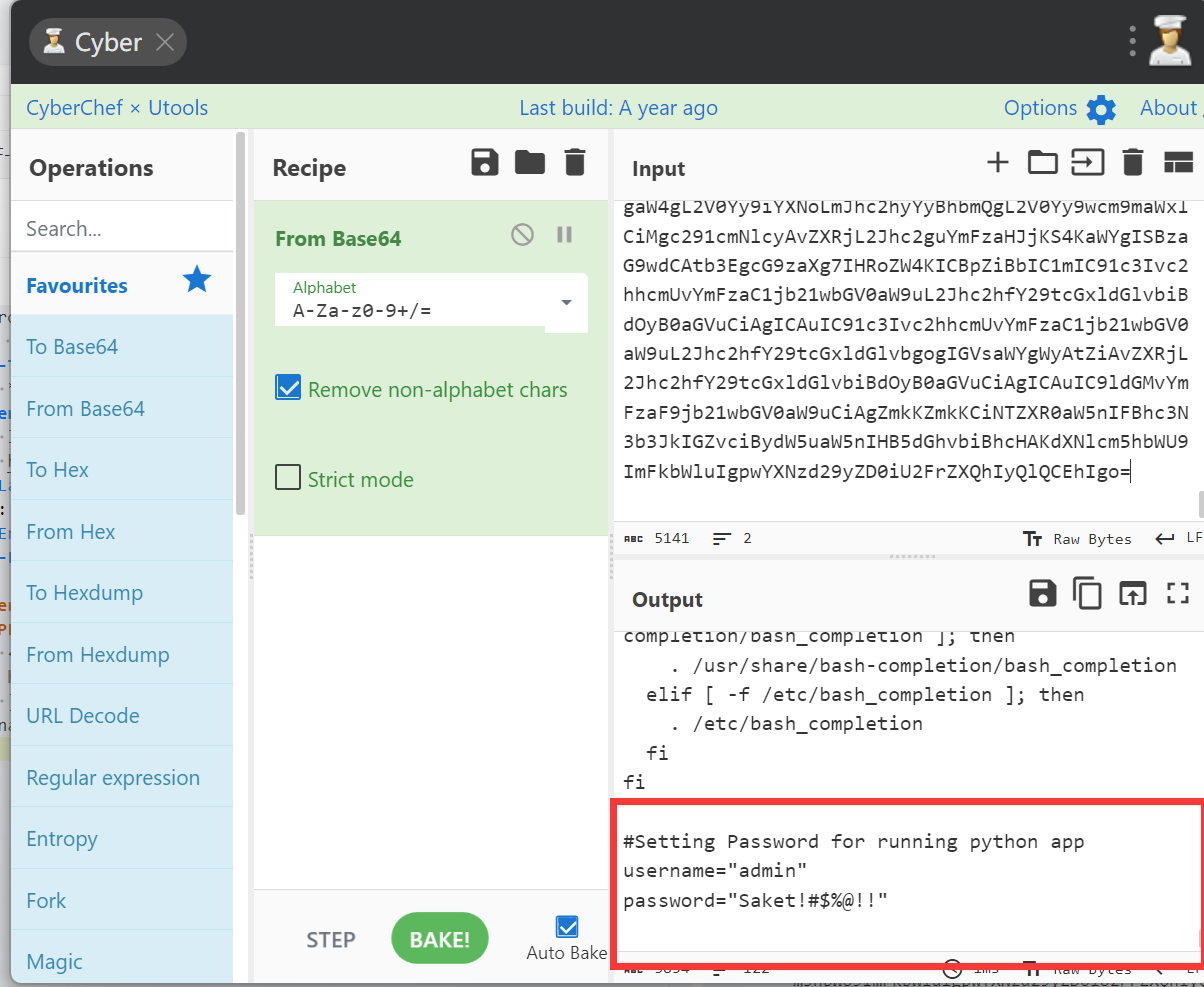 Cyber
CyberChef × Utools
Last build: A year ago
Options
About
Operations
Search...
Favourites
To Base64
From Base64
To Hex
From Hex
To Hexdump
From Hexdump
URL Decode
Regular expression
Entropy
Fork
Magic
Recipe
From Base64
Alphabet
A-Za-z0-9+/=
Remove non-alphabet chars
Strict mode
STEP
BAKE!
Auto Bake
Input
gaW4gL2V0Yy9iYXNoLmJhc2hyYyBhbmQgL2V0Yy9wcm9maWxl
CiMgc291cmNlcyAvZXRjL2Jhc2guYmFzaHJjKS4KaWYgISBza
G9wdCAtb3EgcG9zaXg7IHRoZW4KICBpZiBbIC1mIC91c3Ivc2
hhcmUvYmFzaC1jb21wbGV0aW9uL2Jhc2hfY29tcGxldGlvbiB
dOyB0aGVuCiAgICAuIC91c3Ivc2hhcmUvYmFzaC1jb21wbGV0
aW9uL2Jhc2hfY29tcGxldGlvbgogIGVsaWYgWyAtZiAvZXRjL
2Jhc2hfY29tcGxldGlvbiBdOyB0aGVuCiAgICAuIC9ldGMvYm
FzaF9jb21wbGV0aW9uCiAgZmkKZmkKCiNTZXR0aW5nIFBhc3N
3b3JkIGZvciBydW5uaW5nIHB5dGhvbiBhcHAKdXNlcm5hbWU9
ImFkbWluIgpwYXNzd29yZD0iU2FrZXQhIyQlQCEhIgo=
ABC 5141 2
Raw Bytes LF
Output
completion/bash_completion ]; then
. /usr/share/bash-completion/bash_completion
elif [ -f /etc/bash_completion ]; then
. /etc/bash_completion
fi
fi
#Setting Password for running python app
username="admin"
password="Saket!#$%@!!"
1ms
Raw Bytes